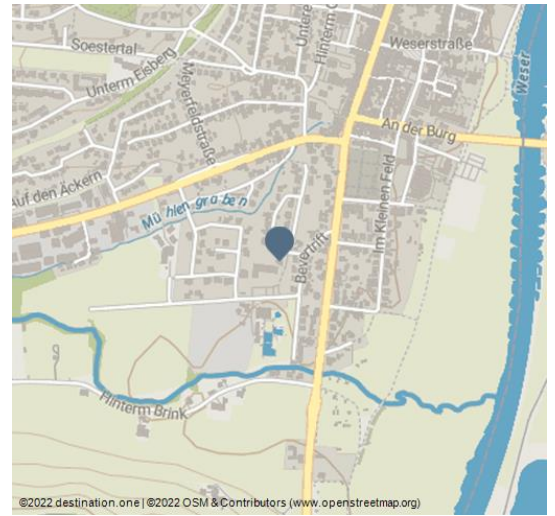 Soestertal
Unterm Eisberg
Meyerfeldstraße
Untere
Hinterm
Weserstraße
Weser
An der Burg
Auf den Äckern
Mühlengraben
Im Kleinen Feld
Bevertrift
Hinterm Brink
©2022 destination.one | ©2022 OSM & Contributors (www.openstreetmap.org)